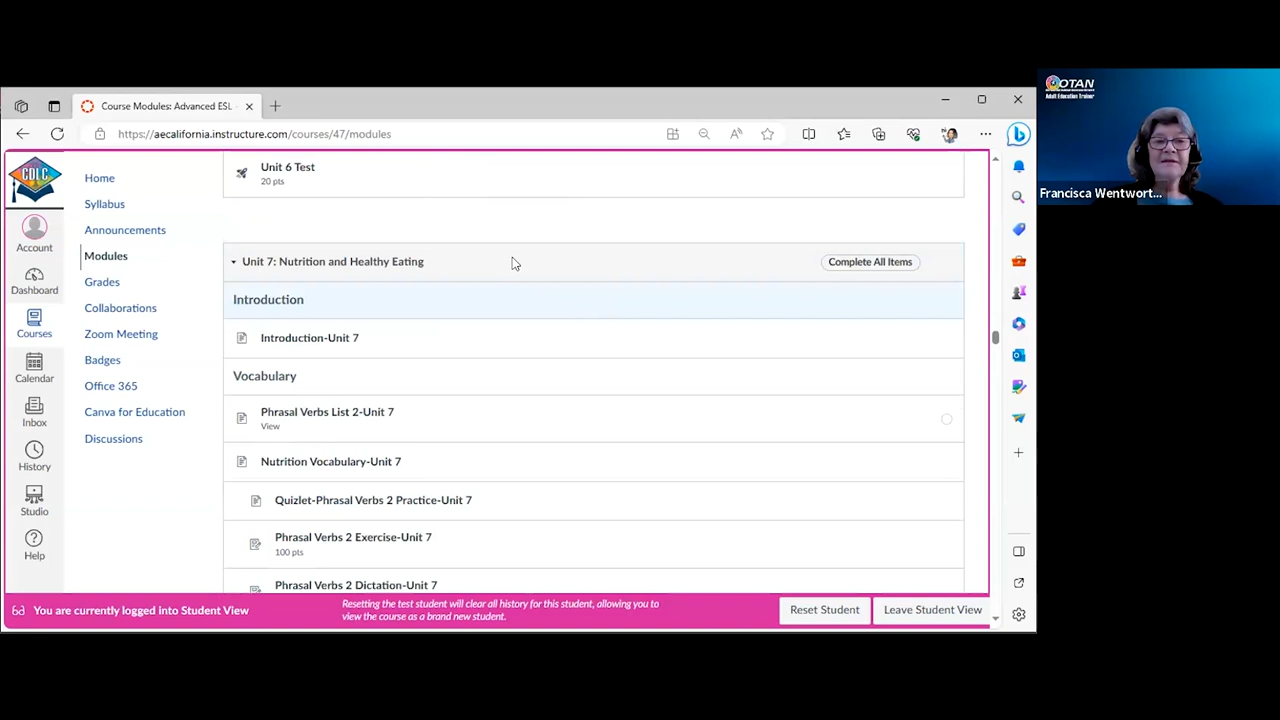 Course Modules: Advanced ESL
https://aecalifornia.instructure.com/courses/47/modules
CDLC
Account
Dashboard
Courses
Calendar
Inbox
History
Studio
Help
Home
Syllabus
Announcements
Modules
Grades
Collaborations
Zoom Meeting
Badges
Office 365
Canva for Education
Discussions
Unit 6 Test
20 pts
Unit 7: Nutrition and Healthy Eating
Complete All Items
Introduction
Introduction-Unit 7
Vocabulary
Phrasal Verbs List 2-Unit 7
View
Nutrition Vocabulary-Unit 7
Quizlet-Phrasal Verbs 2 Practice-Unit 7
Phrasal Verbs 2 Exercise-Unit 7
100 pts
Phrasal Verbs 2 Dictation-Unit 7
You are currently logged into Student View
Resetting the test student will clear all history for this student, allowing you to
view the course as a brand new student.
Reset Student
Leave Student View
OTAN
Adult Education Trainer
Francisca Wentwort...